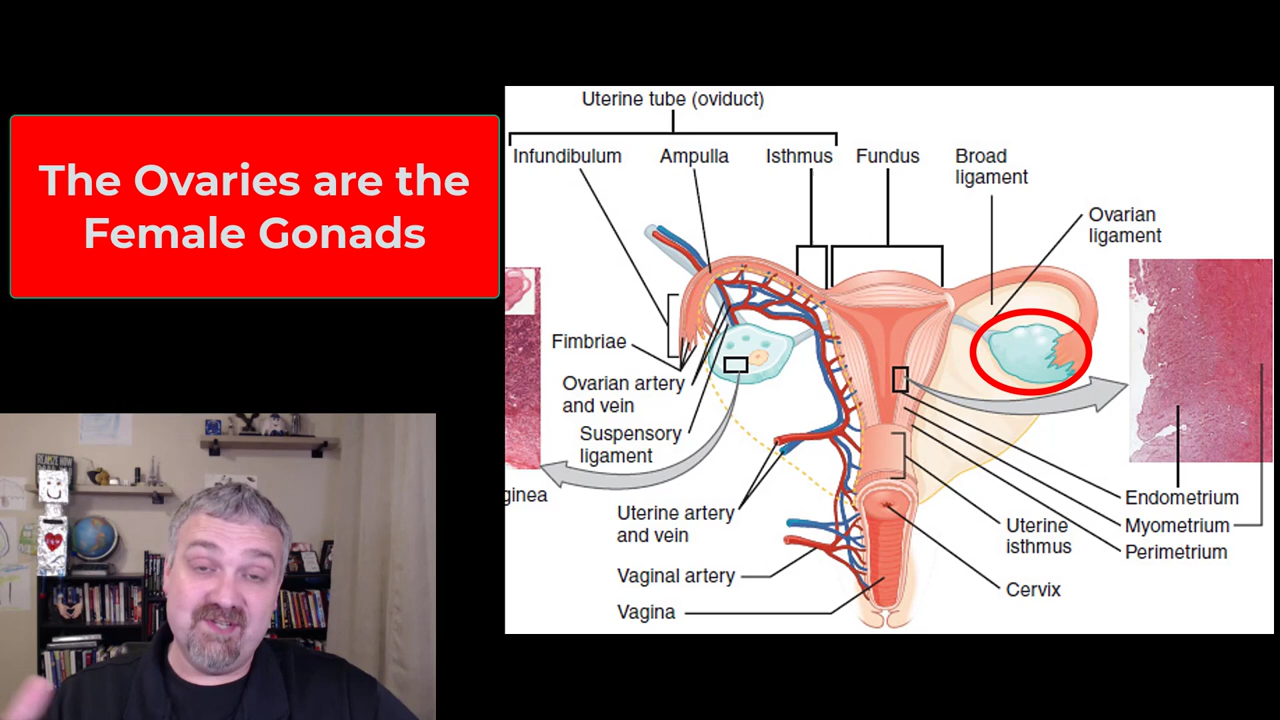 The Ovaries are the
Female Gonads
Uterine tube (oviduct)
Infundibulum
Ampulla
Isthmus
Fundus
Broad
ligament
Ovarian
ligament
Fimbriae
Ovarian artery
and vein
Suspensory
ligament
ginea
Uterine artery
and vein
Vaginal artery
Vagina
Endometrium
Myometrium
Perimetrium
Uterine
isthmus
Cervix